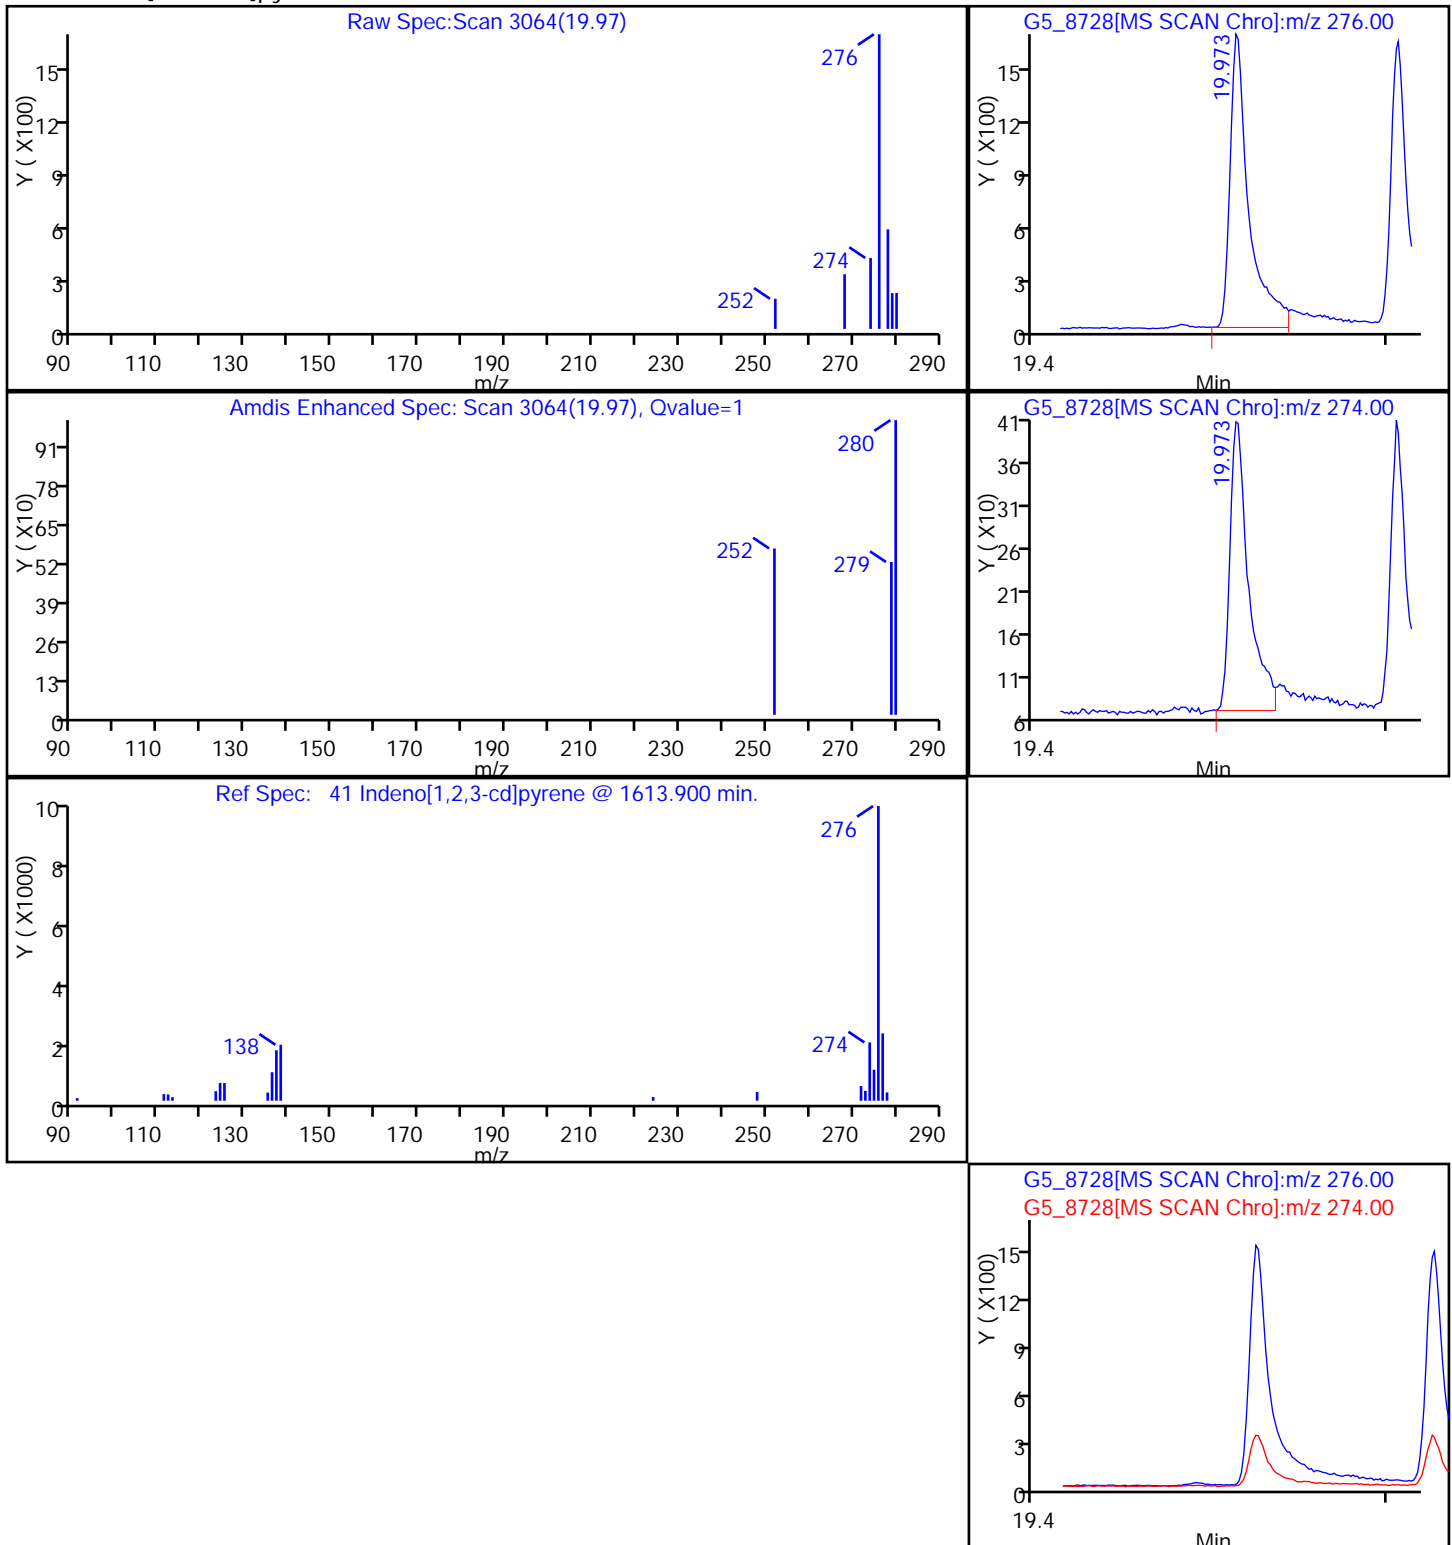 Raw Spec:Scan 3064(19.97)
Y ( X100)
15
12
9
6
3
0
276
274
252
90 110 130 150 170 190 210 230 250 270 290
m/z
G5_8728[MS SCAN Chro]:m/z 276.00
Y ( X100)
15
12
9
6
3
0
19.973
19.4
Min
Amdis Enhanced Spec: Scan 3064(19.97), Qvalue=1
Y ( X10)
91
78
65
52
39
26
13
0
280
252
279
90 110 130 150 170 190 210 230 250 270 290
m/z
G5_8728[MS SCAN Chro]:m/z 274.00
Y ( X10)
41
36
31
26
21
16
11
6
19.973
19.4
Min
Ref Spec: 41 Indeno[1,2,3-cd]pyrene @ 1613.900 min.
Y ( X1000)
10
8
6
4
2
0
276
138
274
90 110 130 150 170 190 210 230 250 270 290
m/z
G5_8728[MS SCAN Chro]:m/z 276.00
G5_8728[MS SCAN Chro]:m/z 274.00
Y ( X100)
15
12
9
6
3
0
19.4
Min